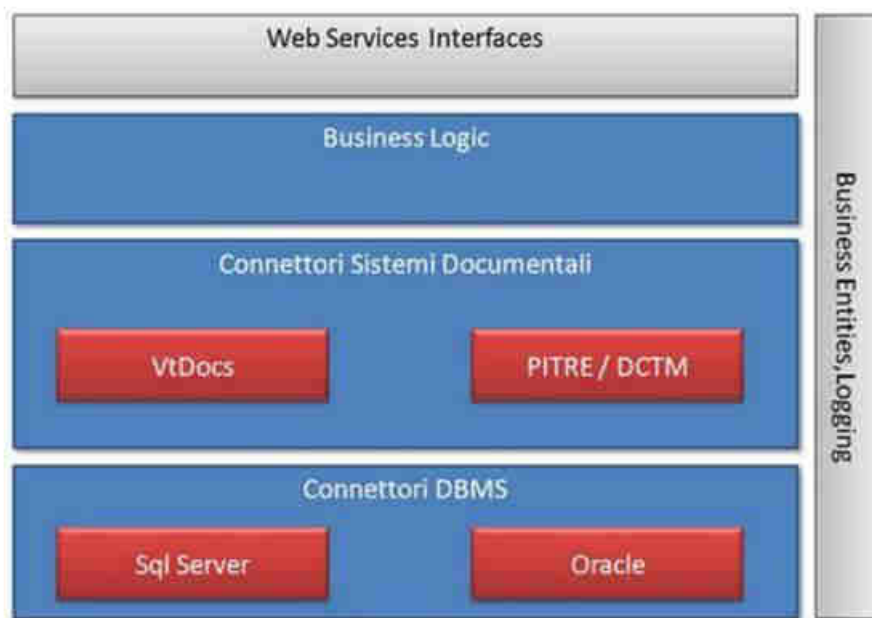 Web Services Interfaces
Business Logic
Connettori Sistemi Documentali
VtDocs
PITRE / DCTM
Connettori DBMS
Sql Server
Oracle
Business Entities,Logging